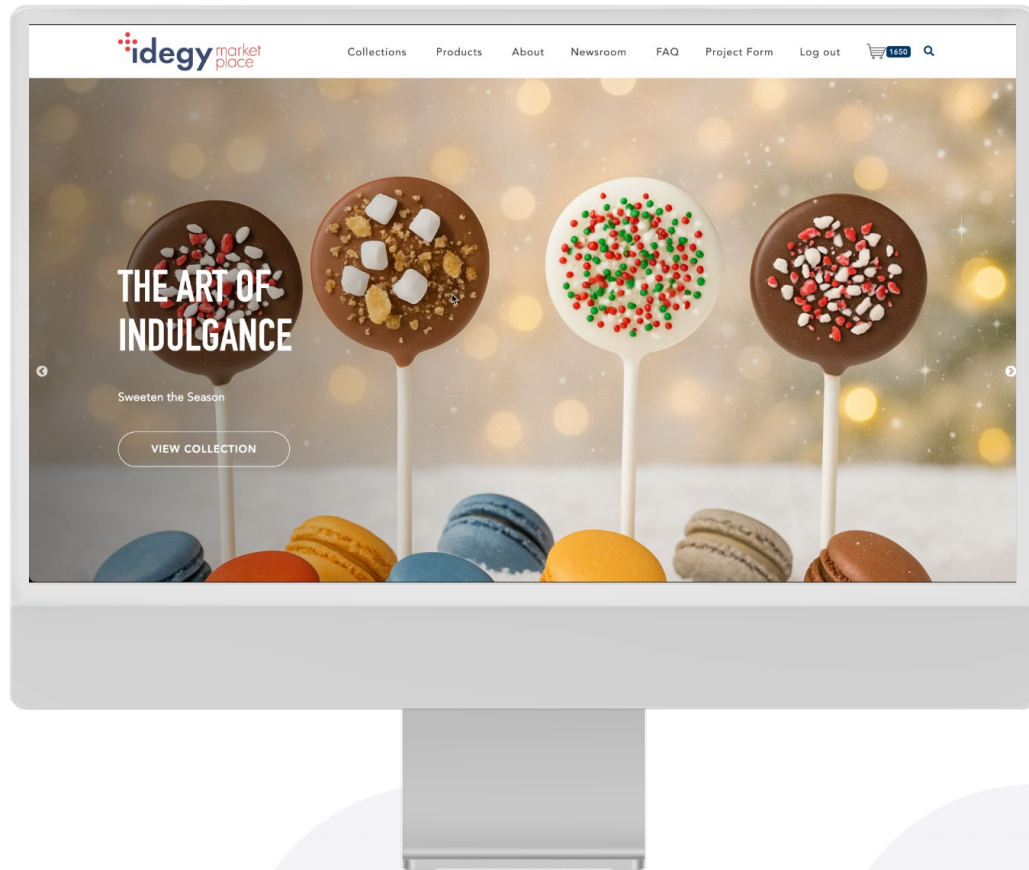 idegy market
place
Collections Products About Newsroom FAQ Project Form Log out 1650
THE ART OF
INDULGANCE
Sweeten the Season
VIEW COLLECTION